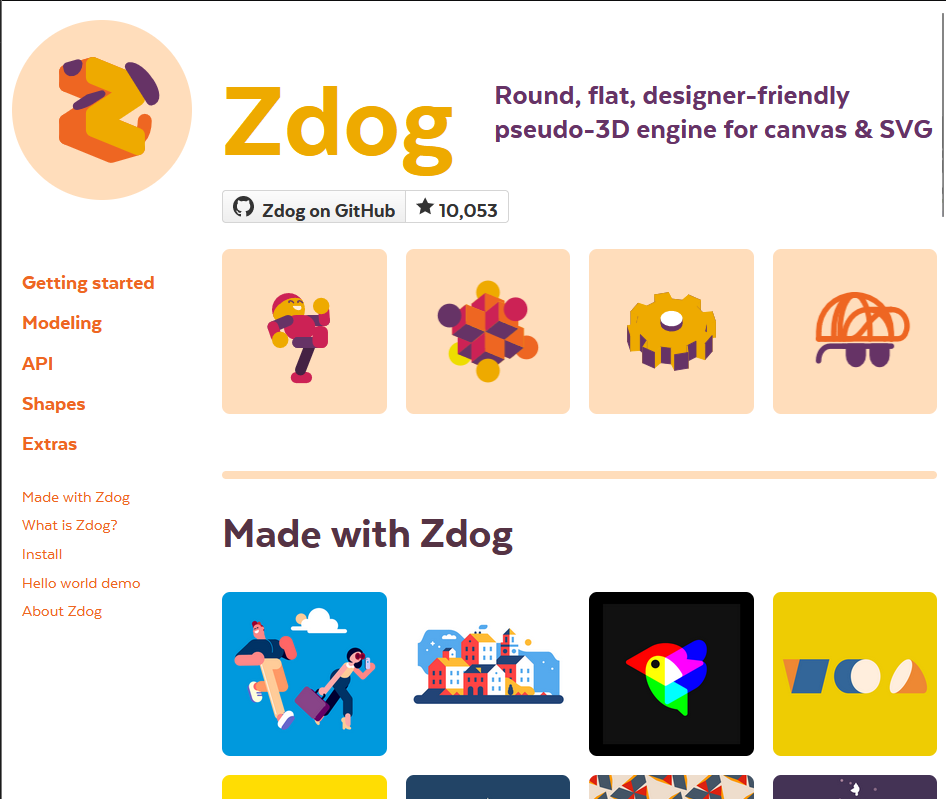 Zdog
Round, flat, designer-friendly
pseudo-3D engine for canvas & SVG
Zdog on GitHub
10,053
Getting started
Modeling
API
Shapes
Extras
Made with Zdog
What is Zdog?
Install
Hello world demo
About Zdog
Made with Zdog